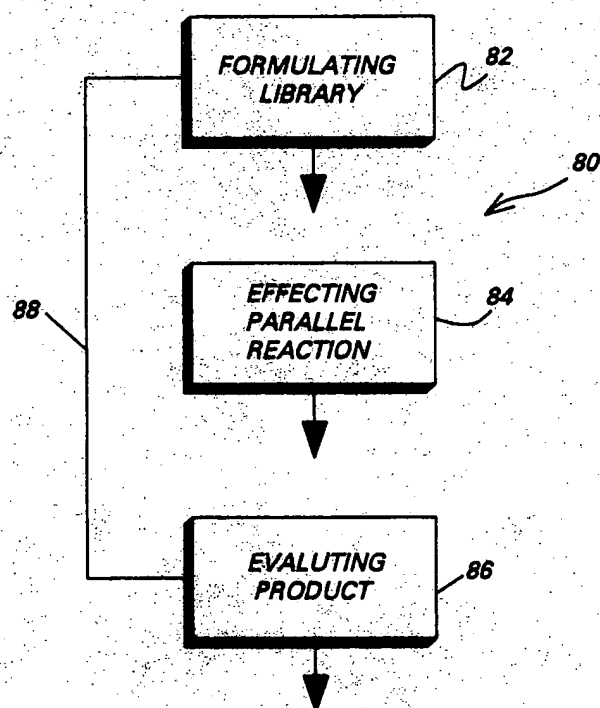 FORMULATING
LIBRARY
82
80
EFFECTING
PARALLEL
REACTION
84
88
EVALUTING
PRODUCT
86